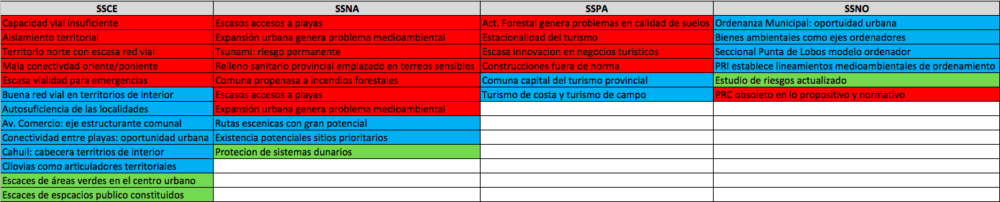 SSCE SSNA SSPA SSNO
Capacidad vial insuficiente Escasos accesos a playas Act. Forestal genera problemas en calidad de suelos Ordenanza Municipal: oportuidad urbana
Aislamiento territorial Expansión urbana genera problema medioambiental Estacionalidad del turismo Bienes ambientales como ejes ordenadores
Territorio norte con escasa red vial Tsunami: riesgo permanente Escasa innovacion en negocios turisticos Seccional Punta de Lobos modelo ordenador
Mala conectivdad oriente/poniente Relleno sanitario provincial emplazado en terreos sensibles Construcciones fuera de norma PRI establece lineamientos medioambientales de ordenamiento
Escasa vialidad para emergencias Comuna propenasa a incendios forestales Comuna capital del turismo provincial Estudio de riesgos actualizado
Buena red vial en territorios de interior Escasos accesos a playas Turismo de costa y turismo de campo PRC obsoleto en lo propositivo y normativo
Autosuficiencia de las localidades Expansión urbana genera problema medioambiental
Av. Comercio: eje estructurante comunal Rutas escenicas con gran potencial
Conectividad entre playas: oportunidad urbana Existencia potenciales sitios prioritarios
Cahuil: cabecera territrios de interior Protecion de sistemas dunarios
Cilovias como articuladores territoriales
Escaces de áreas verdes en el centro urbano
Escaces de espcacios publico constituidos